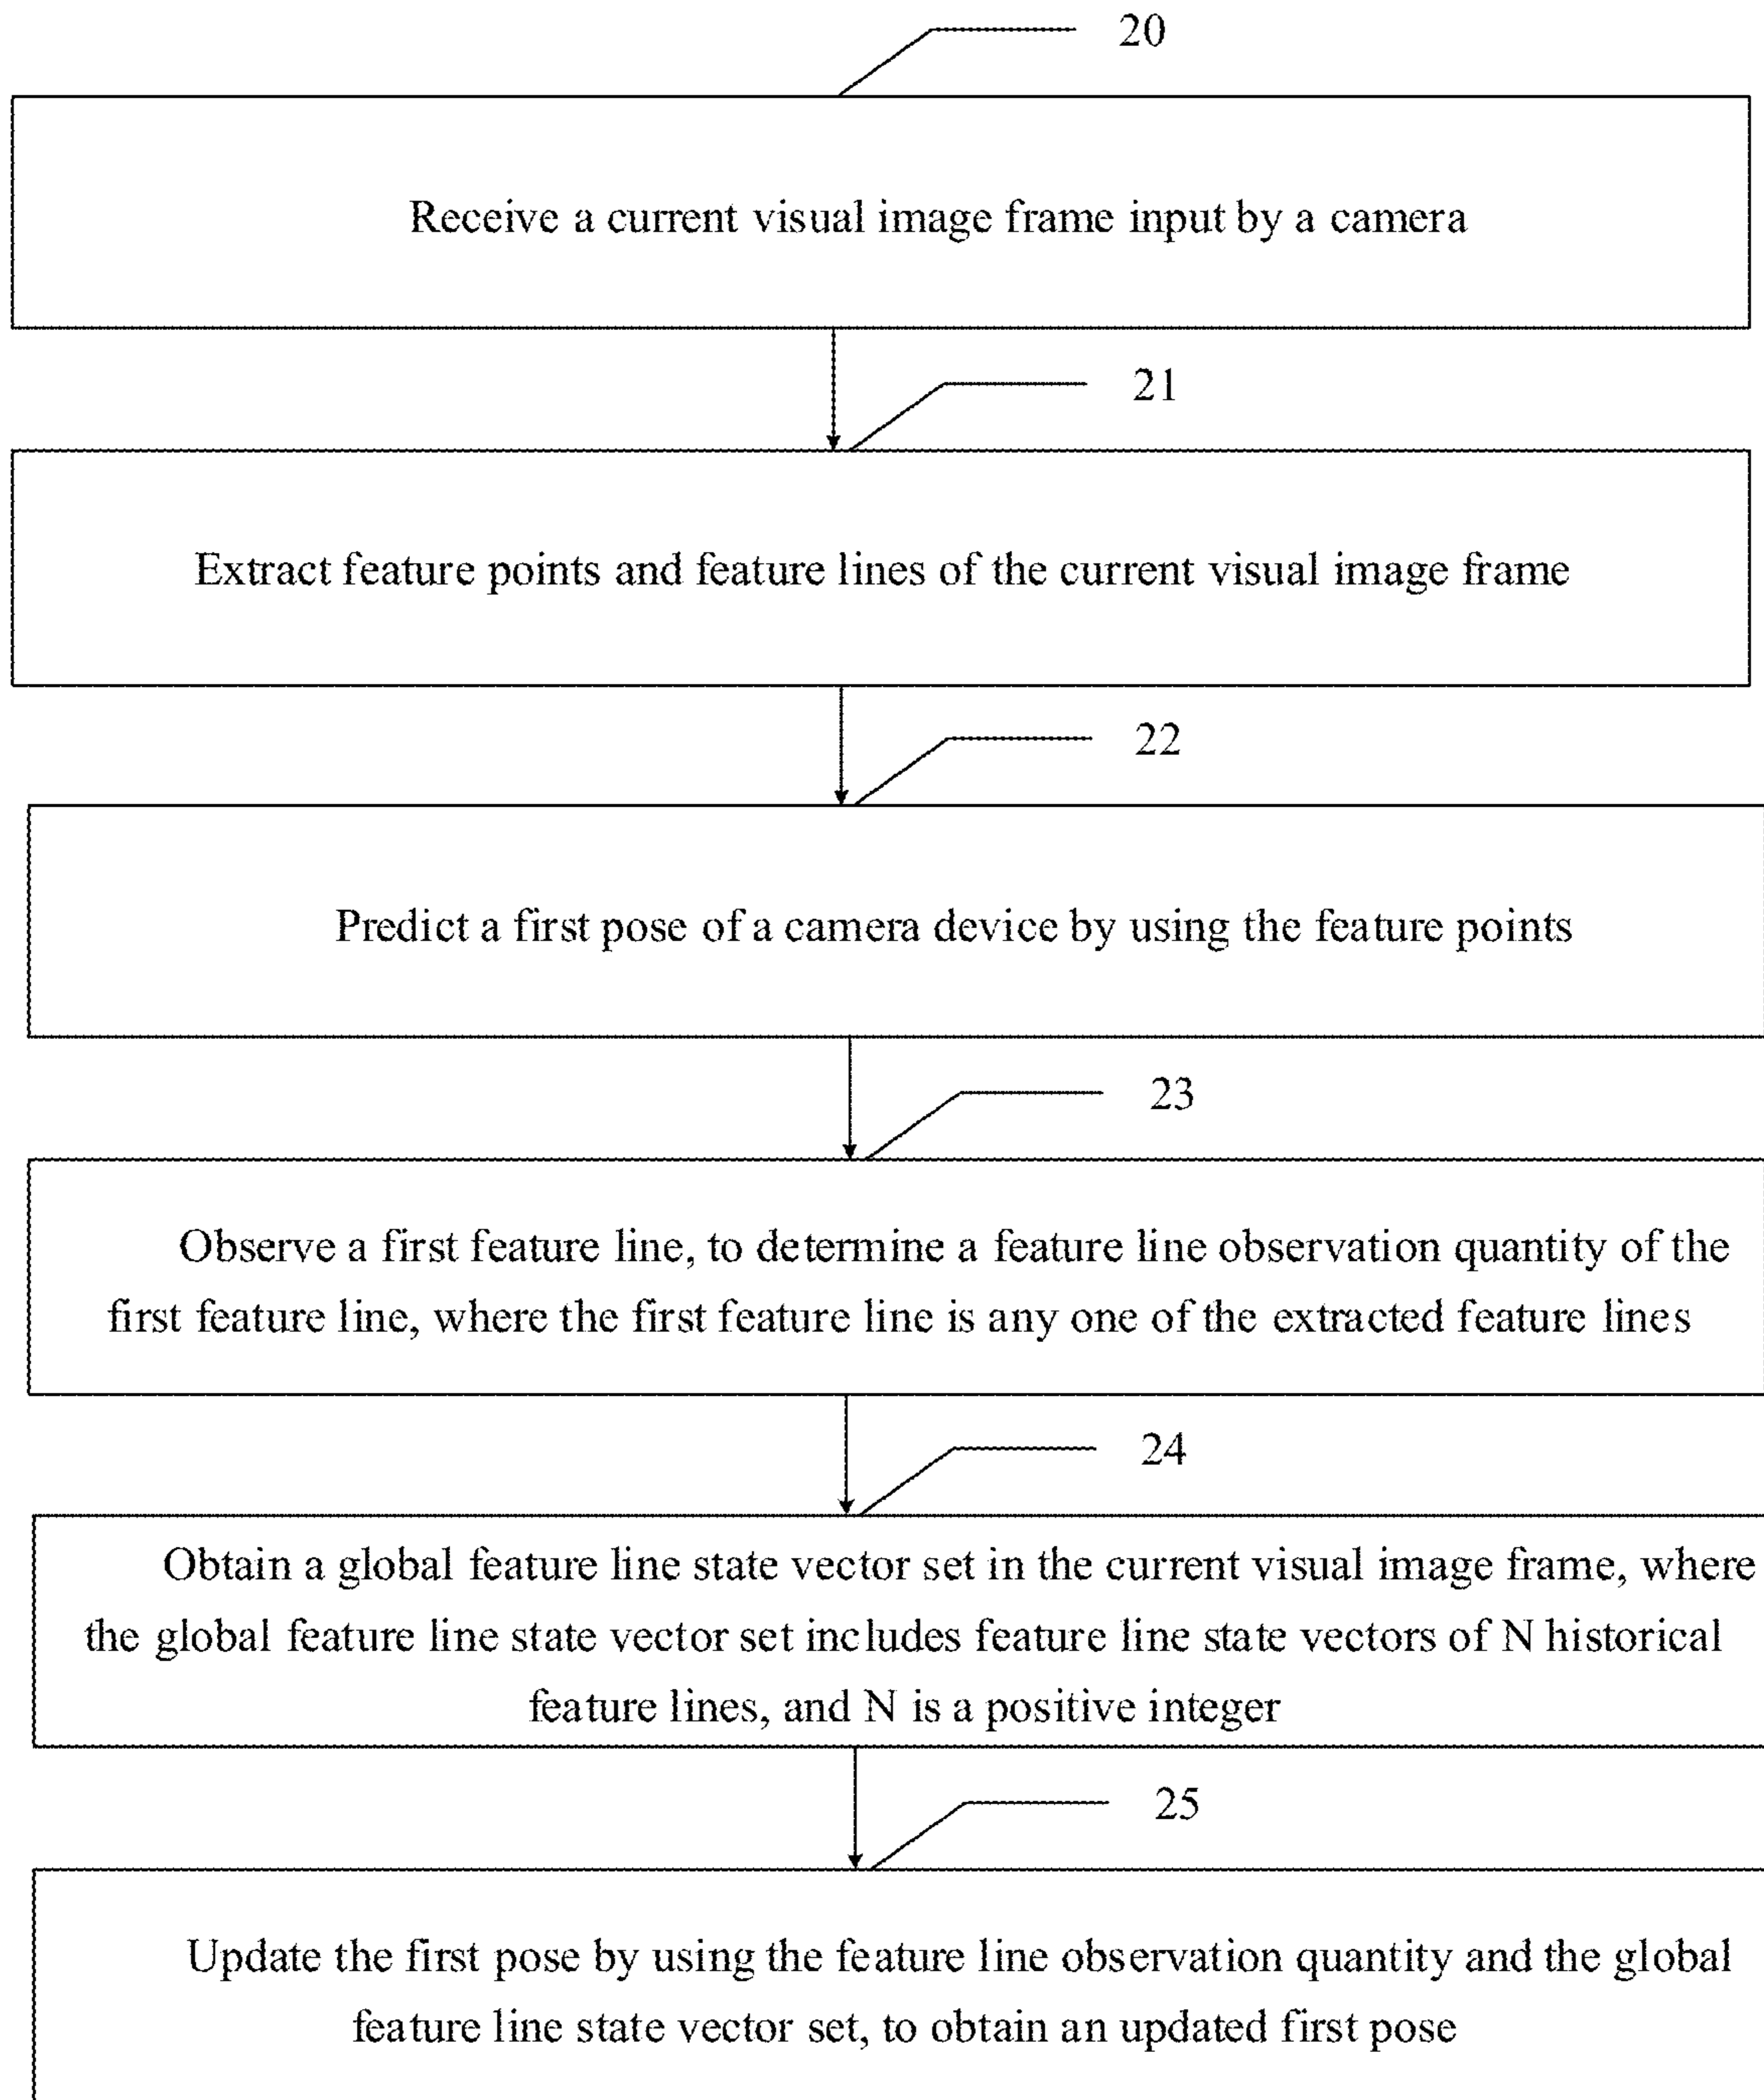 20
Receive a current visual image frame input by a camera
21
Extract feature points and feature lines of the current visual image frame
22
Predict a first pose of a camera device by using the feature points
23
Observe a first feature line, to determine a feature line observation quantity of the
first feature line, where the first feature line is any one of the extracted feature lines
24
Obtain a global feature line state vector set in the current visual image frame, where
the global feature line state vector set includes feature line state vectors of N historical
feature lines, and N is a positive integer
25
Update the first pose by using the feature line observation quantity and the global
feature line state vector set, to obtain an updated first pose